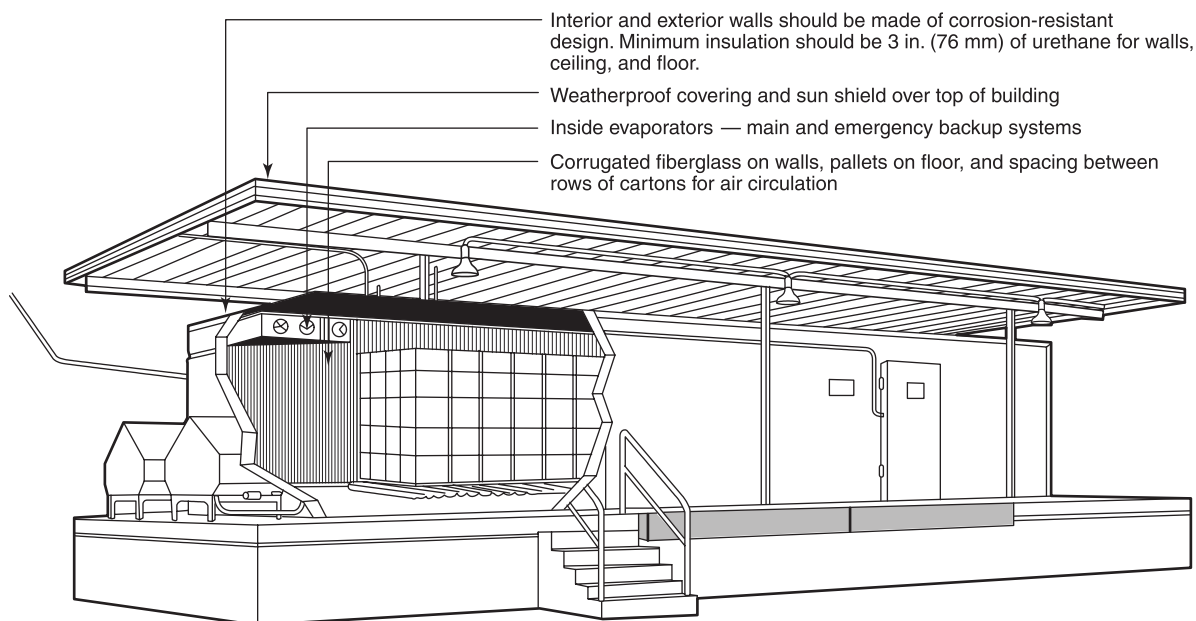 Interior and exterior walls should be made of corrosion-resistant
design. Minimum insulation should be 3 in. (76 mm) of urethane for walls,
ceiling, and floor.
Weatherproof covering and sun shield over top of building
Inside evaporators — main and emergency backup systems
Corrugated fiberglass on walls, pallets on floor, and spacing between
rows of cartons for air circulation